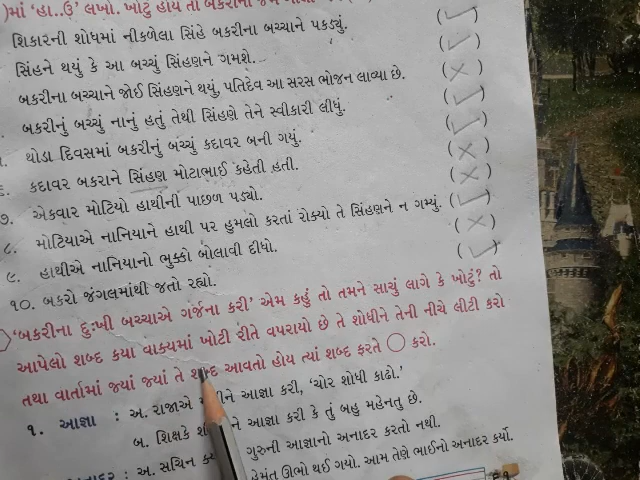 )માં 'હા..ઉ' લખો. ખોટું હોય તો બકરીની
શિકારની શોધમાં નીકળેલા સિંહે બકરીના બચ્ચાને પકડ્યું. (✓)
સિંહને થયું કે આ બચ્ચું સિંહણને ગમશે. (✓)
બકરીના બચ્ચાને જોઈ સિંહણને થયું, પતિદેવ આ સરસ ભોજન લાવ્યા છે. (×)
બકરીનું બચ્ચું નાનું હતું તેથી સિંહણે તેને સ્વીકારી લીધું. (✓)
થોડા દિવસમાં બકરીનું બચ્ચું કદાવર બની ગયું. (✓)
૬. કદાવર બકરાને સિંહણ મોટાભાઈ કહેતી હતી. (×)
૭. એકવાર મોટિયો હાથીની પાછળ પડ્યો. (×)
૮. મોટિયાએ નાનિયાને હાથી પર હુમલો કરતાં રોક્યો તે સિંહણને ન ગમ્યું. (✓)
૯. હાથીએ નાનિયાનો ભુક્કો બોલાવી દીધો. (×)
૧૦. બકરો જંગલમાંથી જતો રહ્યો. (✓)
'બકરીના દુઃખી બચ્ચાએ ગર્જના કરી' એમ કહું તો તમને સાચું લાગે કે ખોટું? તો
આપેલો શબ્દ કયા વાક્યમાં ખોટી રીતે વપરાયો છે તે શોધીને તેની નીચે લીટી કરો
તથા વાર્તામાં જ્યાં જ્યાં તે શબ્દ આવતો હોય ત્યાં શબ્દ ફરતે ◯ કરો.
૧. આજ્ઞા : અ. રાજાએ ને આજ્ઞા કરી, 'ચોર શોધી કાઢો.'
બ. શિક્ષકે ને આજ્ઞા કરી કે તું બહુ મહેનતુ છે.
: અ. સચિન ગુરુની આજ્ઞાનો અનાદર કરતો નથી.
હેમંત ઊભો થઈ ગયો. આમ તેણે ભાઈનો અનાદર કર્યો.